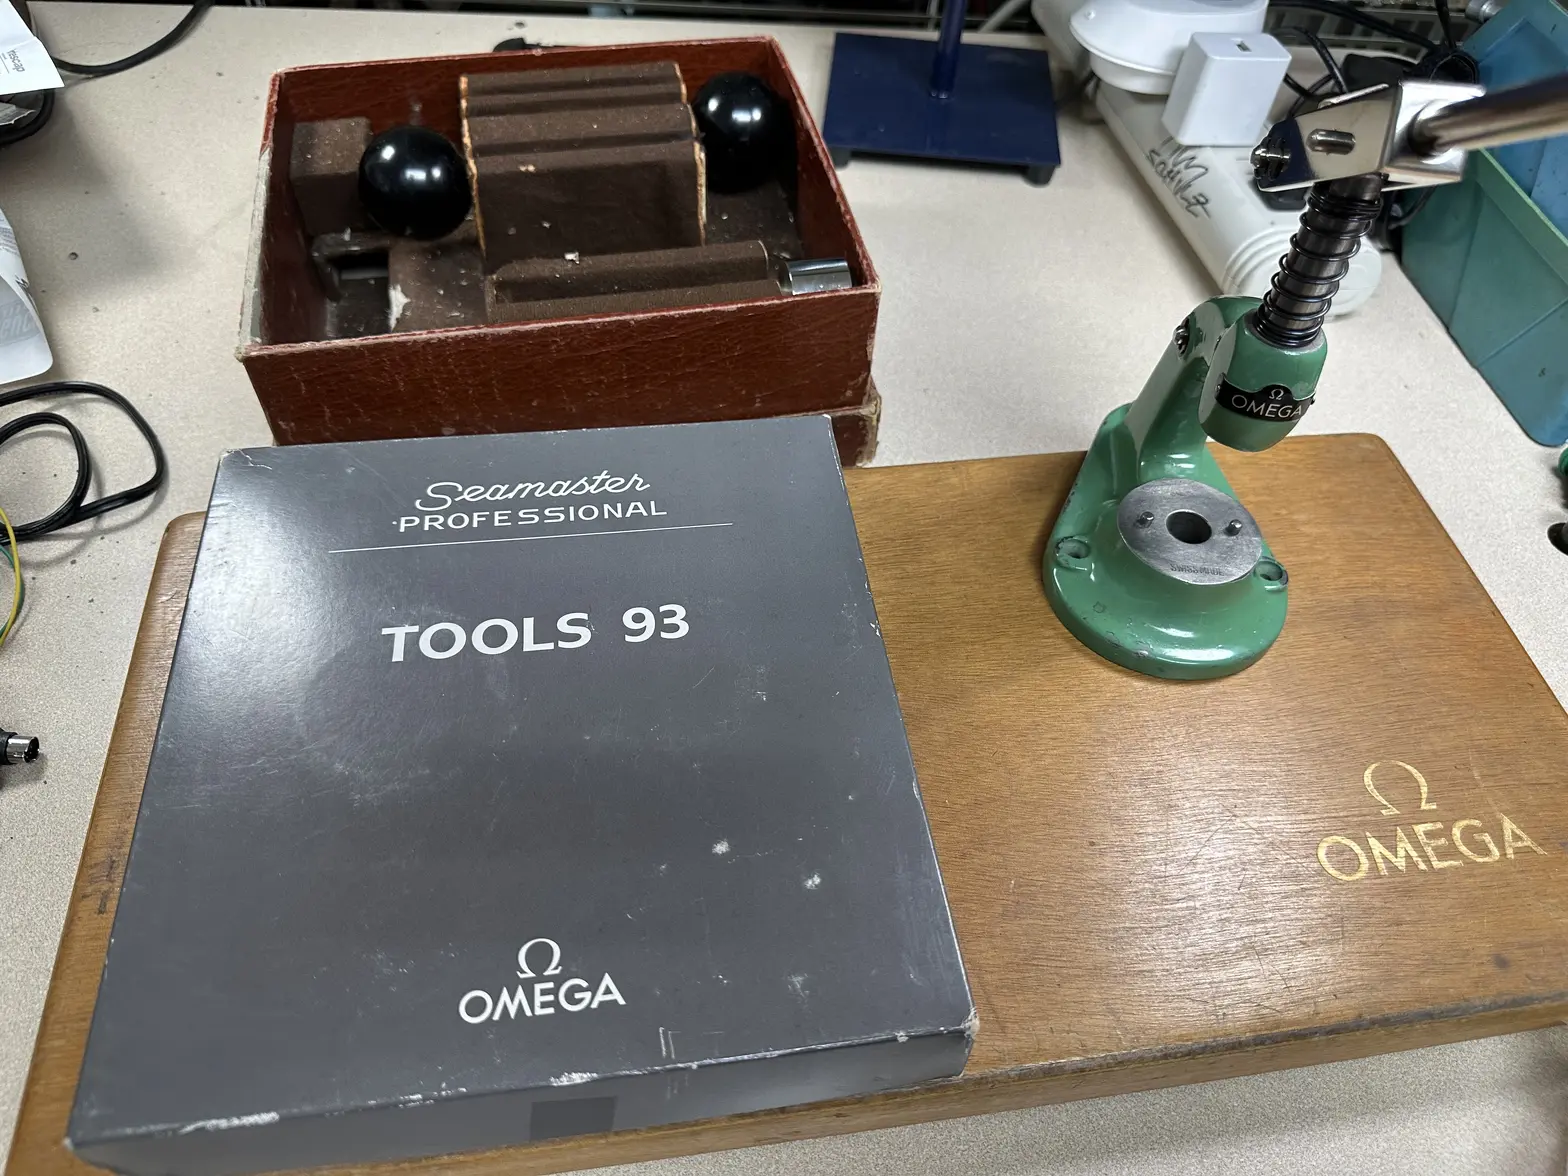 Seamaster
PROFESSIONAL
TOOLS 93
Ω
OMEGA
Ω
OMEGA
Ω
OMEGA